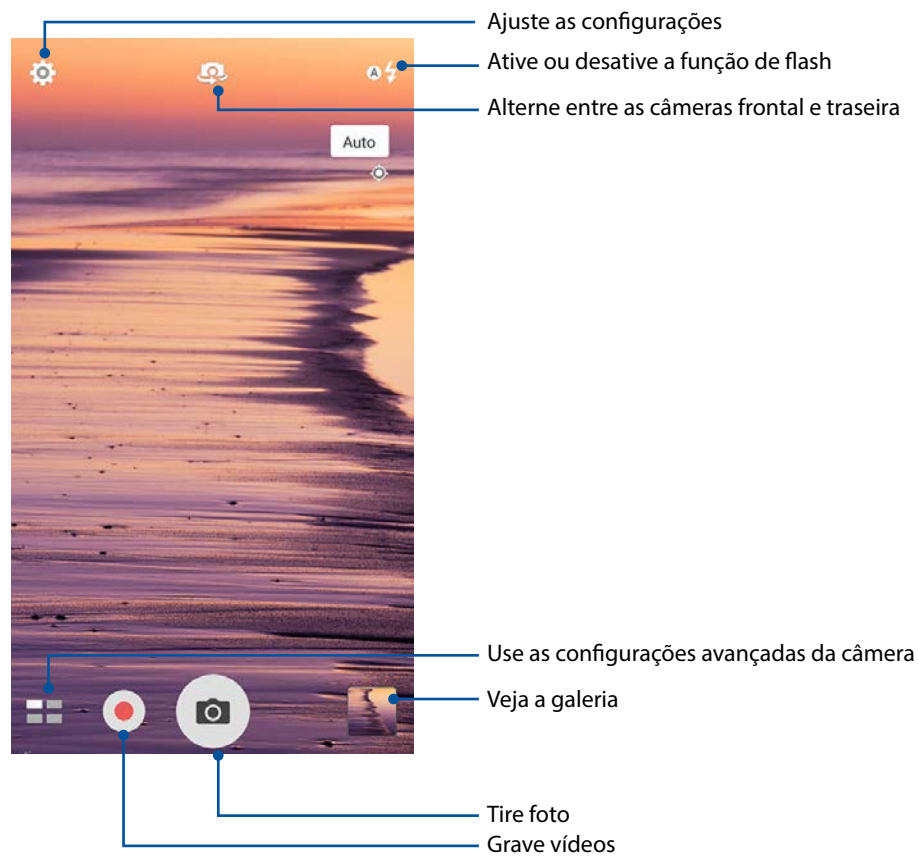 Ajuste as configurações
Ative ou desative a função de flash
A
Alterne entre as câmeras frontal e traseira
Auto
Use as configurações avançadas da câmera
Veja a galeria
Tire foto
Grave vídeos